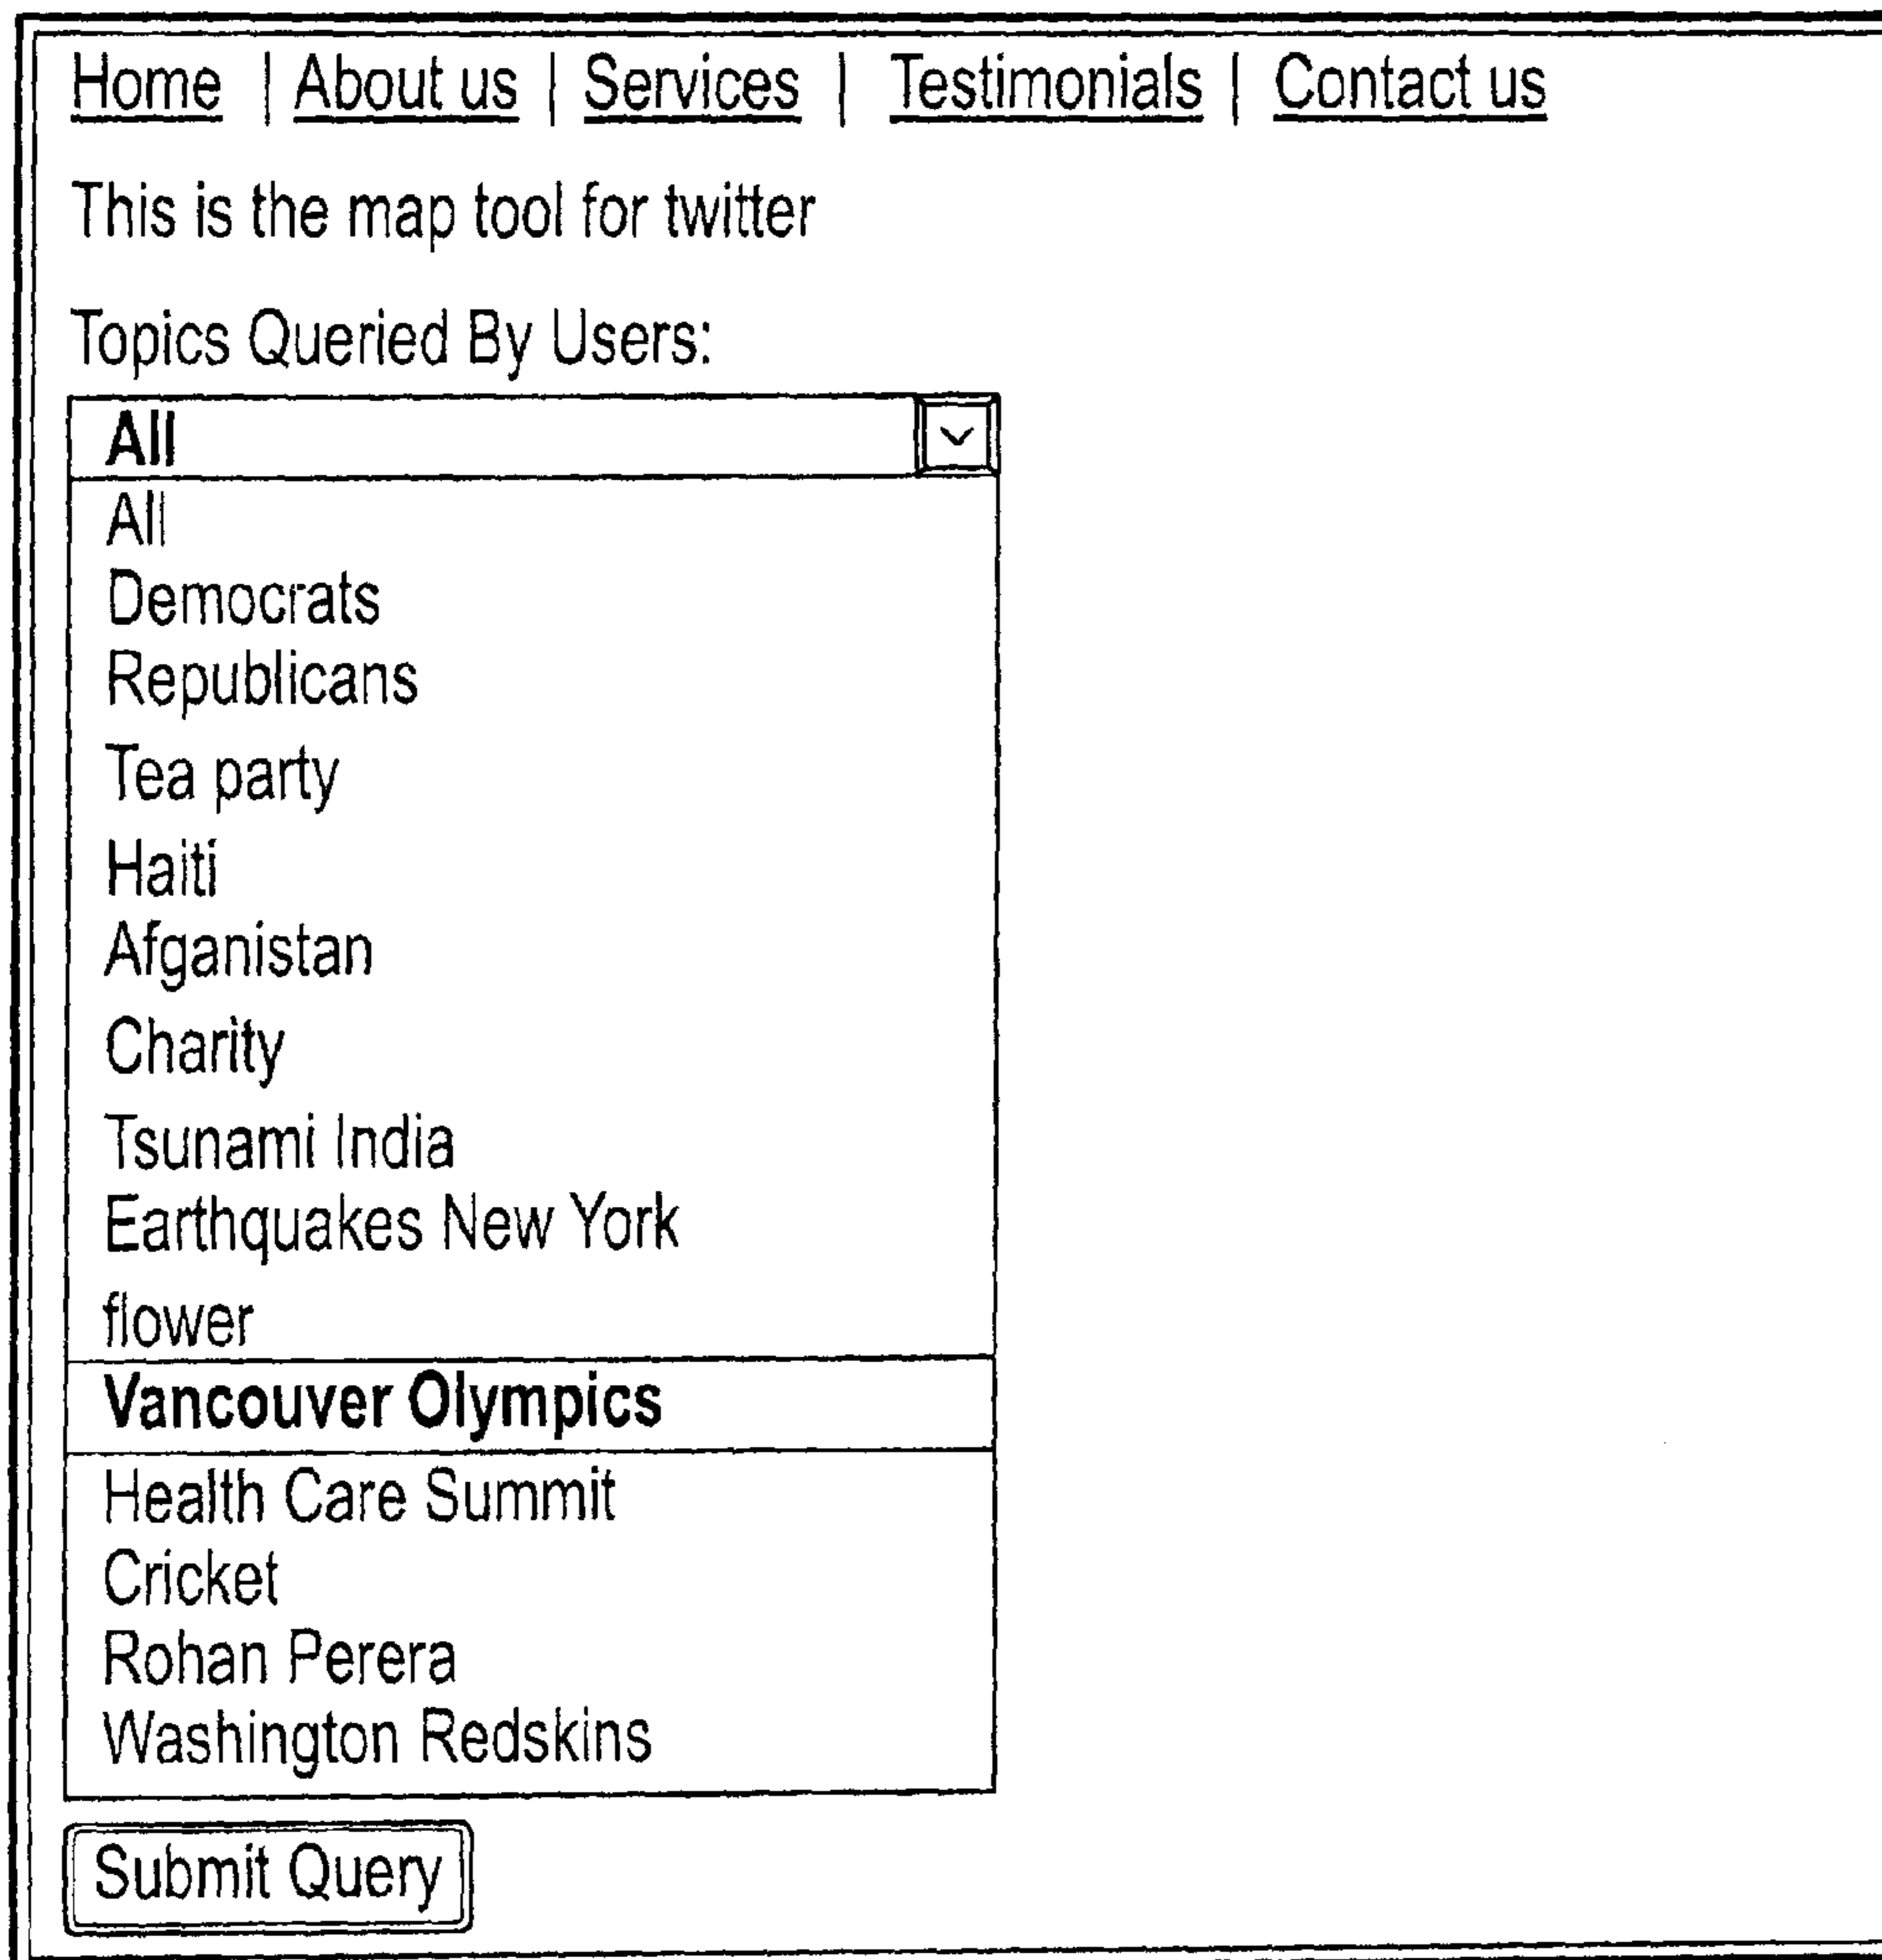 Home | About us | Services | Testimonials | Contact us
This is the map tool for twitter
Topics Queried By Users:
All
All
Democrats
Republicans
Tea party
Haiti
Afganistan
Charity
Tsunami India
Earthquakes New York
flower
Vancouver Olympics
Health Care Summit
Cricket
Rohan Perera
Washington Redskins
Submit Query